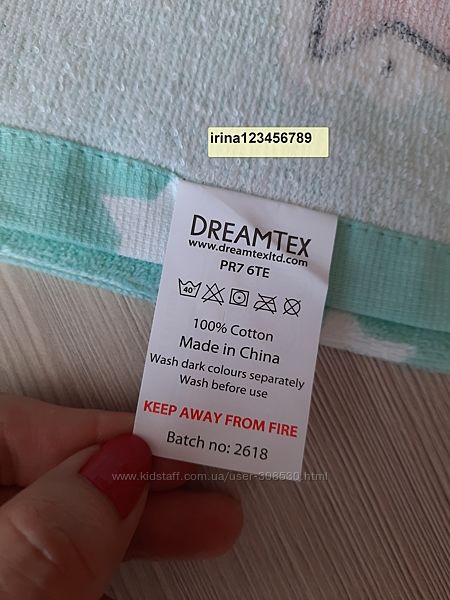 irina123456789
DREAMTEX
www.dreamtexltd.com
PR7 6TE
40
100% Cotton
Made in China
Wash dark colours separately
Wash before use
KEEP AWAY FROM FIRE
Batch no: 2618
www.kidstaff.com.ua/user-308530.html